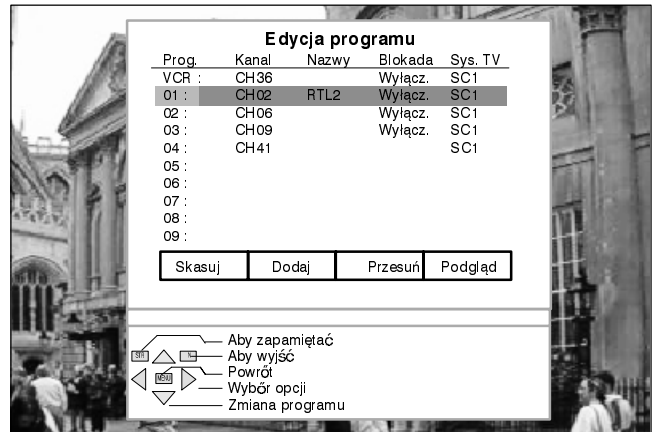 Edycja programu
Prog. Kanal Nazwy Blokada Sys. TV
VCR : CH36 Wyłącz. SC1
01 : CH02 RTL2 Wyłącz. SC1
02 : CH06 Wyłącz. SC1
03 : CH09 Wyłącz. SC1
04 : CH41 SC1
05 :
06 :
07 :
08 :
09 :
Skasuj Dodaj Przesuń Podgląd
Aby zapamiętać
STR N Aby wyjść
MENU Powrót
Wybór opcji
Zmiana programu